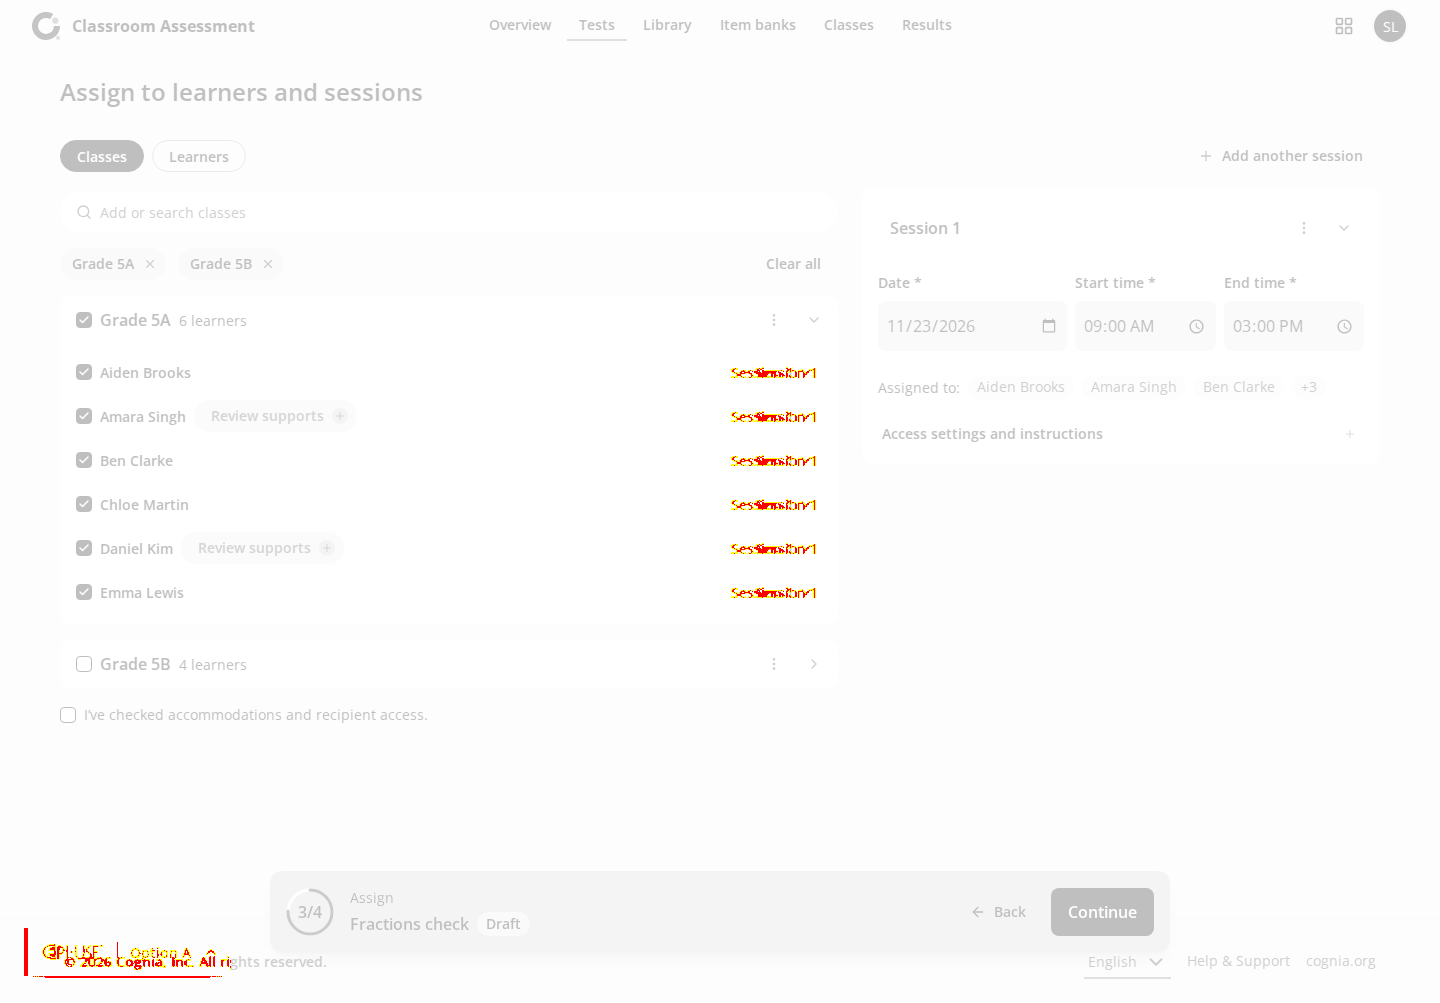 Classroom Assessment
Overview Tests Library Item banks Classes Results
SL
Assign to learners and sessions
Classes Learners
Add another session
Add or search classes
Grade 5A Grade 5B Clear all
Grade 5A 6 learners
Aiden Brooks
Amara Singh Review supports
Ben Clarke
Chloe Martin
Daniel Kim Review supports
Emma Lewis
Grade 5B 4 learners
I've checked accommodations and recipient access.
Session 1
Date * Start time * End time *
11/23/2026 09:00 AM 03:00 PM
Assigned to: Aiden Brooks Amara Singh Ben Clarke +3
Access settings and instructions
3/4
Assign
Fractions check Draft
Back Continue
Option A
© 2026 Cognia, Inc. All rights reserved.
English Help & Support cognia.org